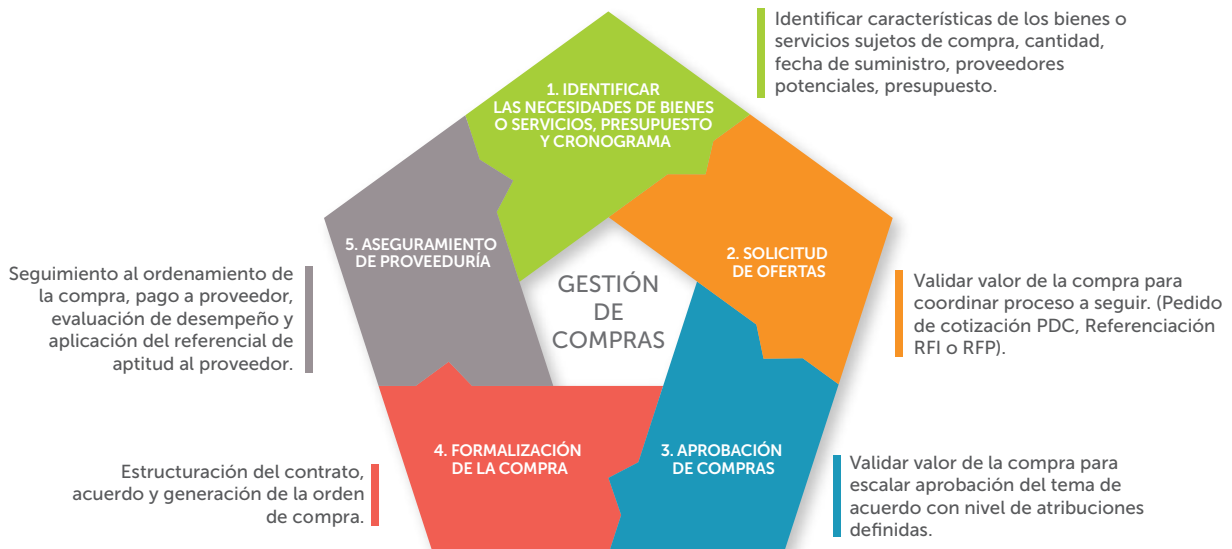 Identificar características de los bienes o
servicios sujetos de compra, cantidad,
fecha de suministro, proveedores
potenciales, presupuesto.
1. IDENTIFICAR
LAS NECESIDADES DE BIENES
O SERVICIOS, PRESUPUESTO
Y CRONOGRAMA
2. SOLICITUD
DE OFERTAS
Validar valor de la compra para
coordinar proceso a seguir. (Pedido
de cotización PDC, Referenciación
RFI o RFP).
3. APROBACIÓN
DE COMPRAS
Validar valor de la compra para
escalar aprobación del tema de
acuerdo con nivel de atribuciones
definidas.
4. FORMALIZACIÓN
DE LA COMPRA
Estructuración del contrato,
acuerdo y generación de la orden
de compra.
5. ASEGURAMIENTO
DE PROVEEDURÍA
Seguimiento al ordenamiento de
la compra, pago a proveedor,
evaluación de desempeño y
aplicación del referencial de
aptitud al proveedor.
GESTIÓN
DE
COMPRAS